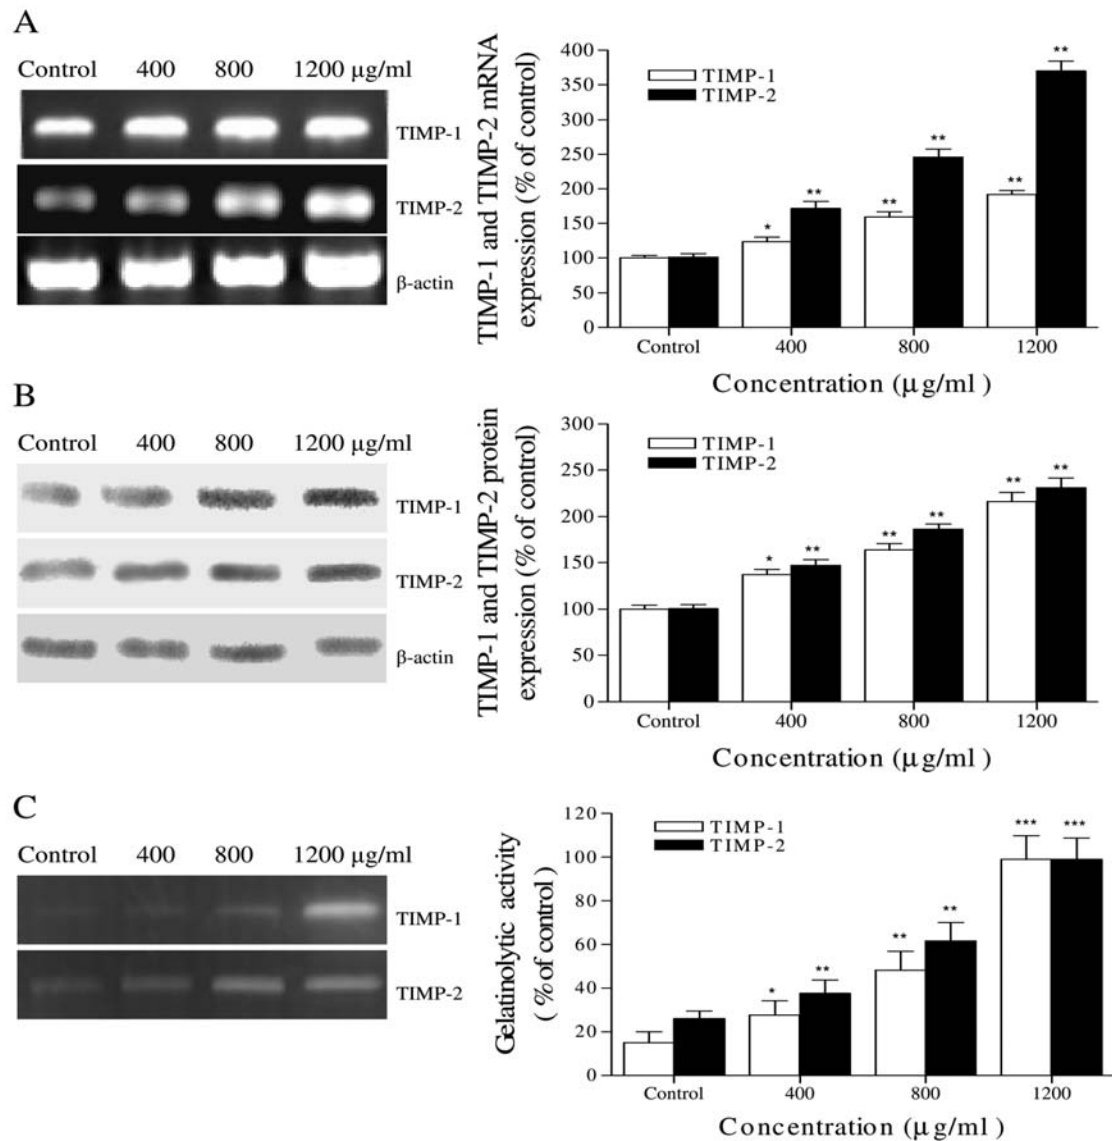 A
Control 400 800 1200 μg/ml
TIMP-1
TIMP-2
β-actin
TIMP-1 and TIMP-2 mRNA
expression (% of control)
400
350
300
250
200
150
100
50
0
TIMP-1
TIMP-2
*
**
**
**
**
**
Control 400 800 1200
Concentration (μg/ml )
B
Control 400 800 1200 μg/ml
TIMP-1
TIMP-2
β-actin
TIMP-1 and TIMP-2 protein
expression (% of control)
300
250
200
150
100
50
0
TIMP-1
TIMP-2
*
**
**
**
**
**
Control 400 800 1200
Concentration (μg/ml )
C
Control 400 800 1200 μg/ml
TIMP-1
TIMP-2
Gelatinolytic activity
( % of control)
120
100
80
60
40
20
0
TIMP-1
TIMP-2
*
**
**
**
***
***
Control 400 800 1200
Concentration (μg/ml )